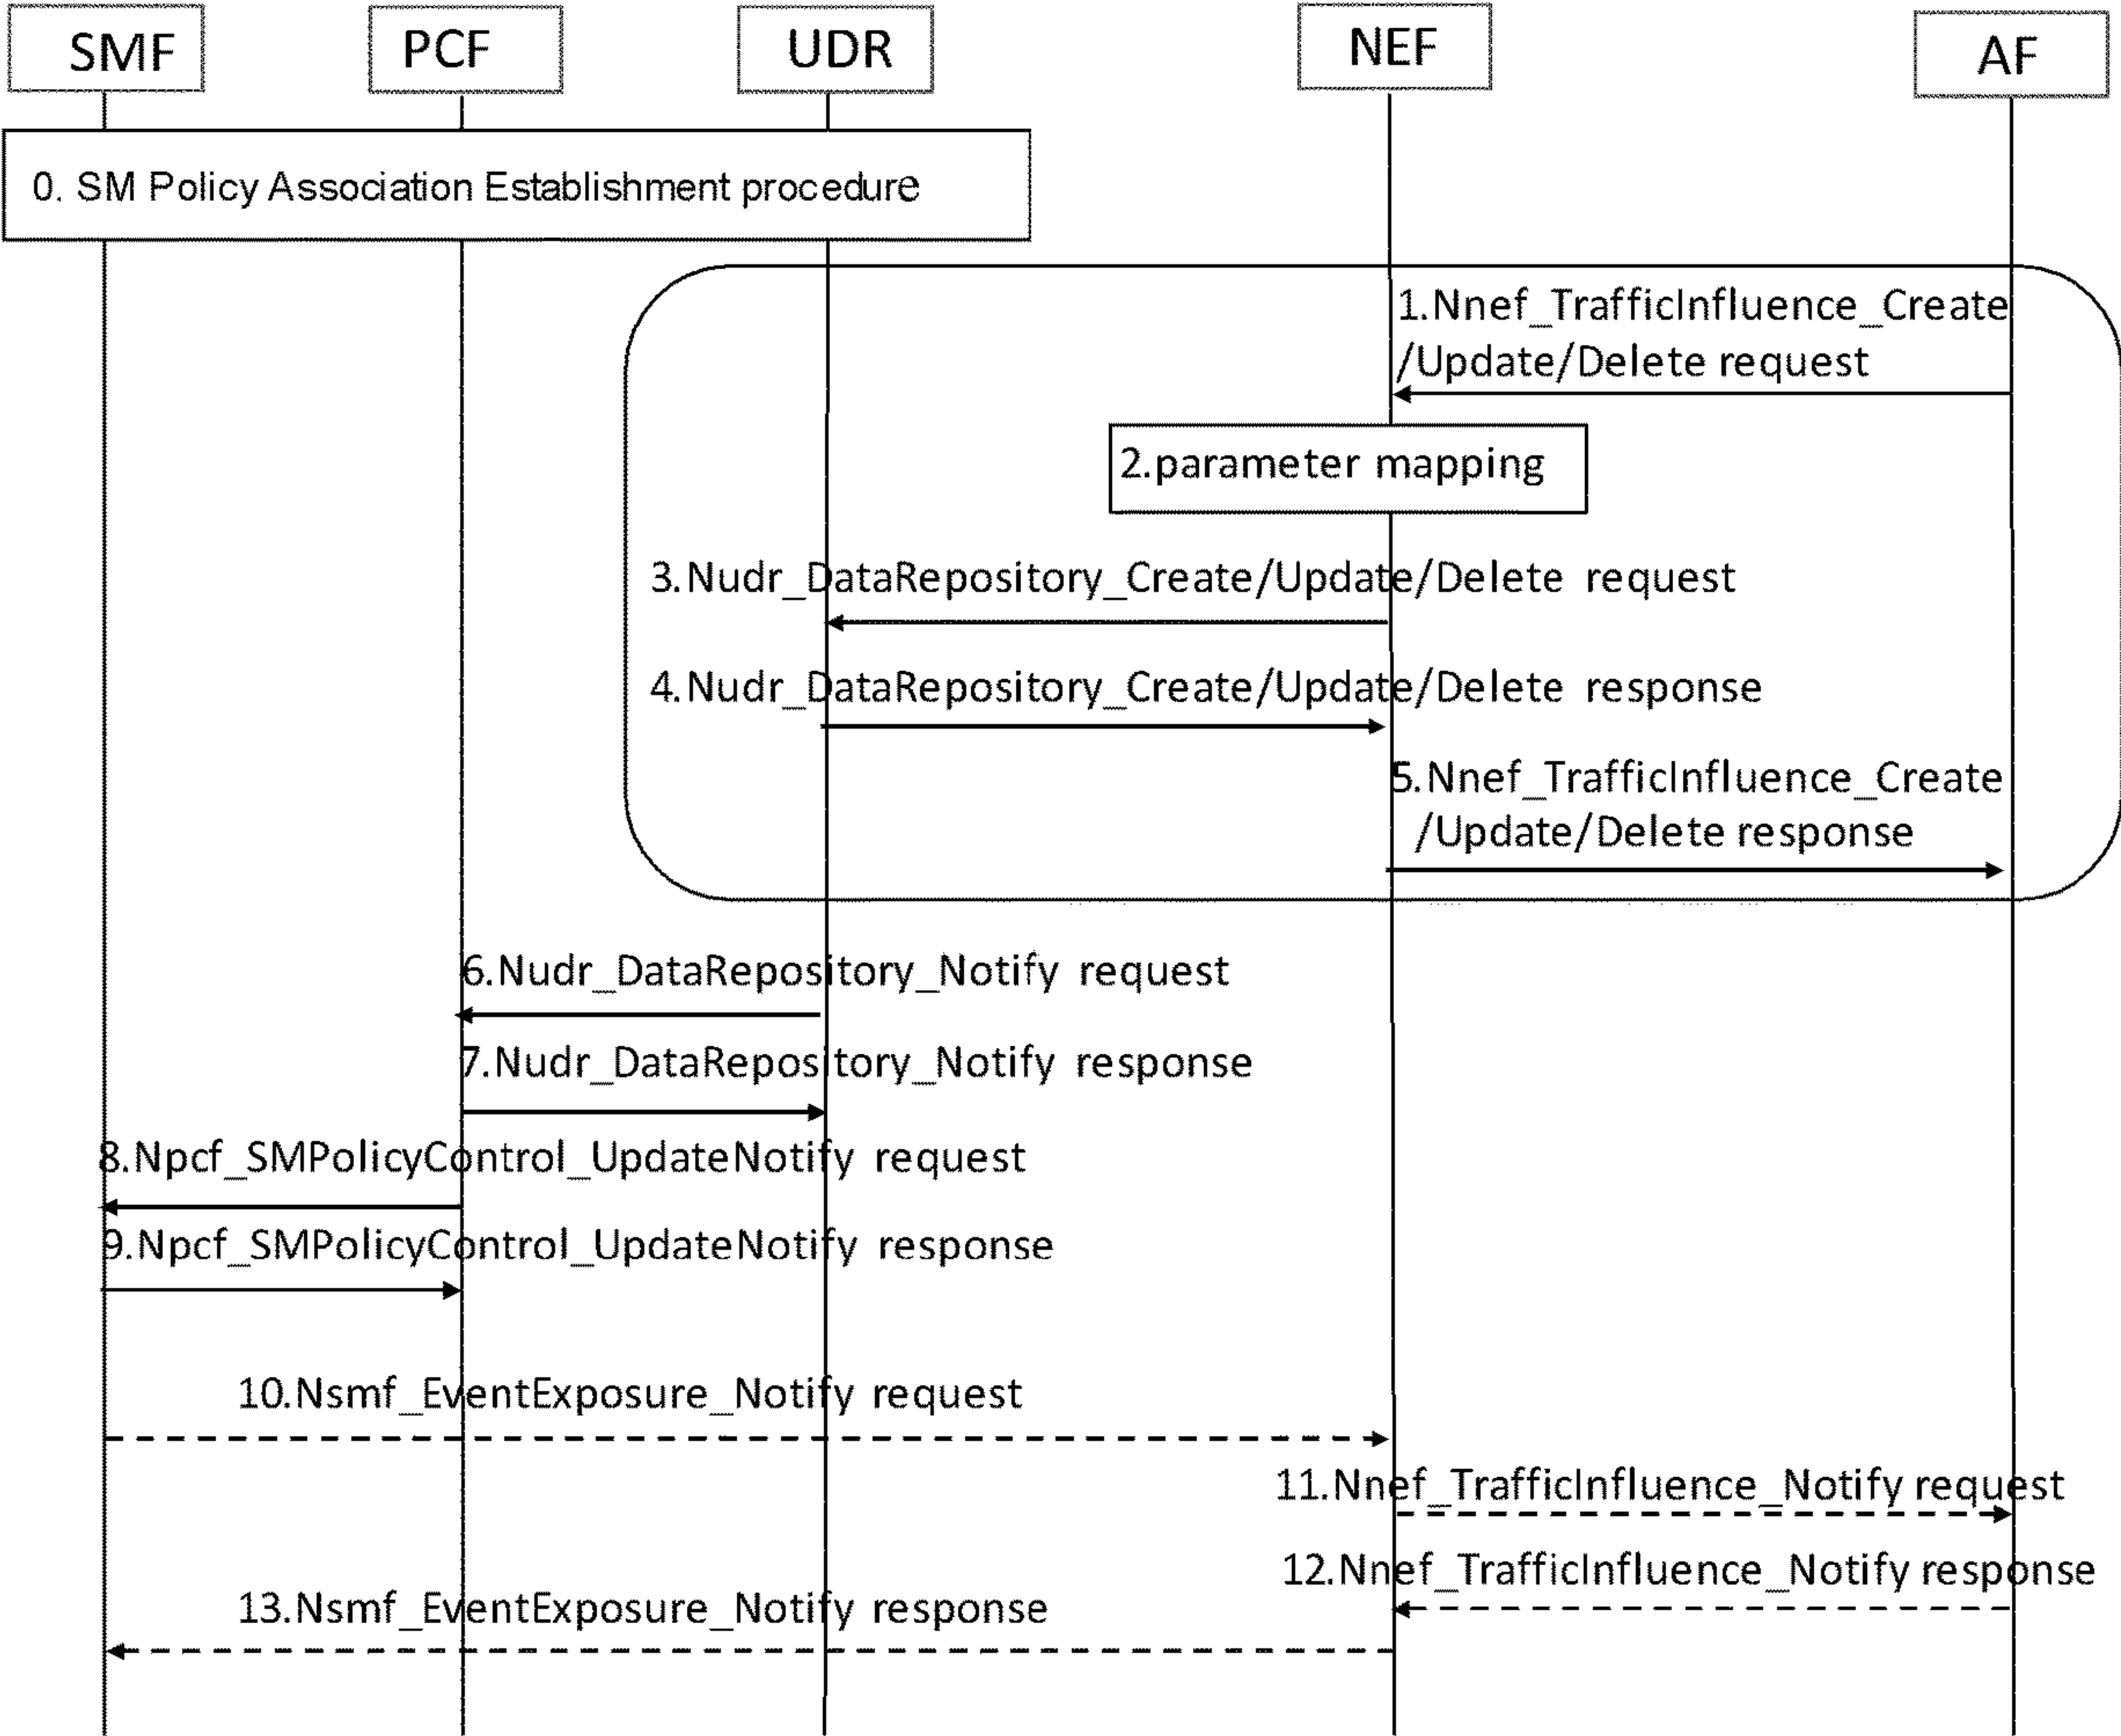 SMF
PCF
UDR
NEF
AF
0. SM Policy Association Establishment procedure
1.Nnef_TrafficInfluence_Create
/Update/Delete request
2.parameter mapping
3.Nudr_DataRepository_Create/Update/Delete request
4.Nudr_DataRepository_Create/Update/Delete response
5.Nnef_TrafficInfluence_Create
/Update/Delete response
6.Nudr_DataRepository_Notify request
7.Nudr_DataRepository_Notify response
8.Npcf_SMPolicyControl_UpdateNotify request
9.Npcf_SMPolicyControl_UpdateNotify response
10.Nsmf_EventExposure_Notify request
11.Nnef_TrafficInfluence_Notify request
12.Nnef_TrafficInfluence_Notify response
13.Nsmf_EventExposure_Notify response